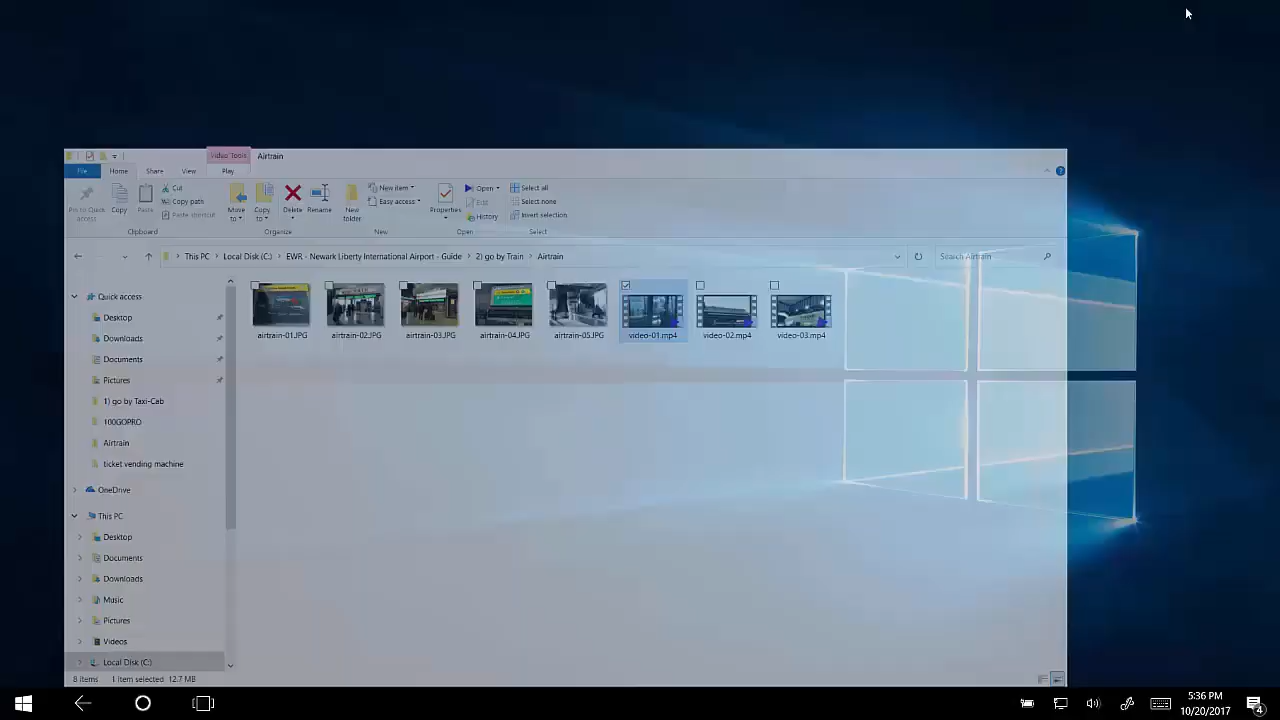 Video Tools
Airtrain
File
Home
Share
View
Play
Pin to Quick access
Copy
Paste
Cut
Copy path
Paste shortcut
Move to
Copy to
Delete
Rename
New folder
New item
Easy access
Properties
Open
Edit
History
Select all
Select none
Invert selection
Clipboard
Organize
New
Open
Select
This PC
Local Disk (C:)
EWR - Newark Liberty International Airport - Guide
2) go by Train
Airtrain
Search Airtrain
Quick access
Desktop
Downloads
Documents
Pictures
1) go by Taxi-Cab
100GOPRO
Airtrain
ticket vending machine
OneDrive
This PC
Desktop
Documents
Downloads
Music
Pictures
Videos
Local Disk (C:)
airtrain-01.JPG
airtrain-02.JPG
airtrain-03.JPG
airtrain-04.JPG
airtrain-05.JPG
video-01.mp4
video-02.mp4
video-03.mp4
8 items
1 item selected
12.7 MB
5:36 PM
10/20/2017
4